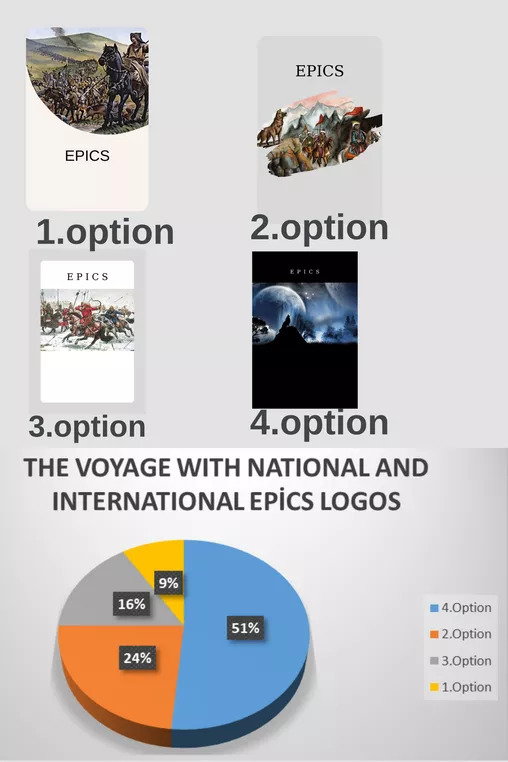 EPICS
1.option
EPICS
2.option
EPICS
3.option
EPICS
4.option
THE VOYAGE WITH NATIONAL AND
INTERNATIONAL EPİCS LOGOS
9%
16%
51%
24%
4.Option
2.Option
3.Option
1.Option